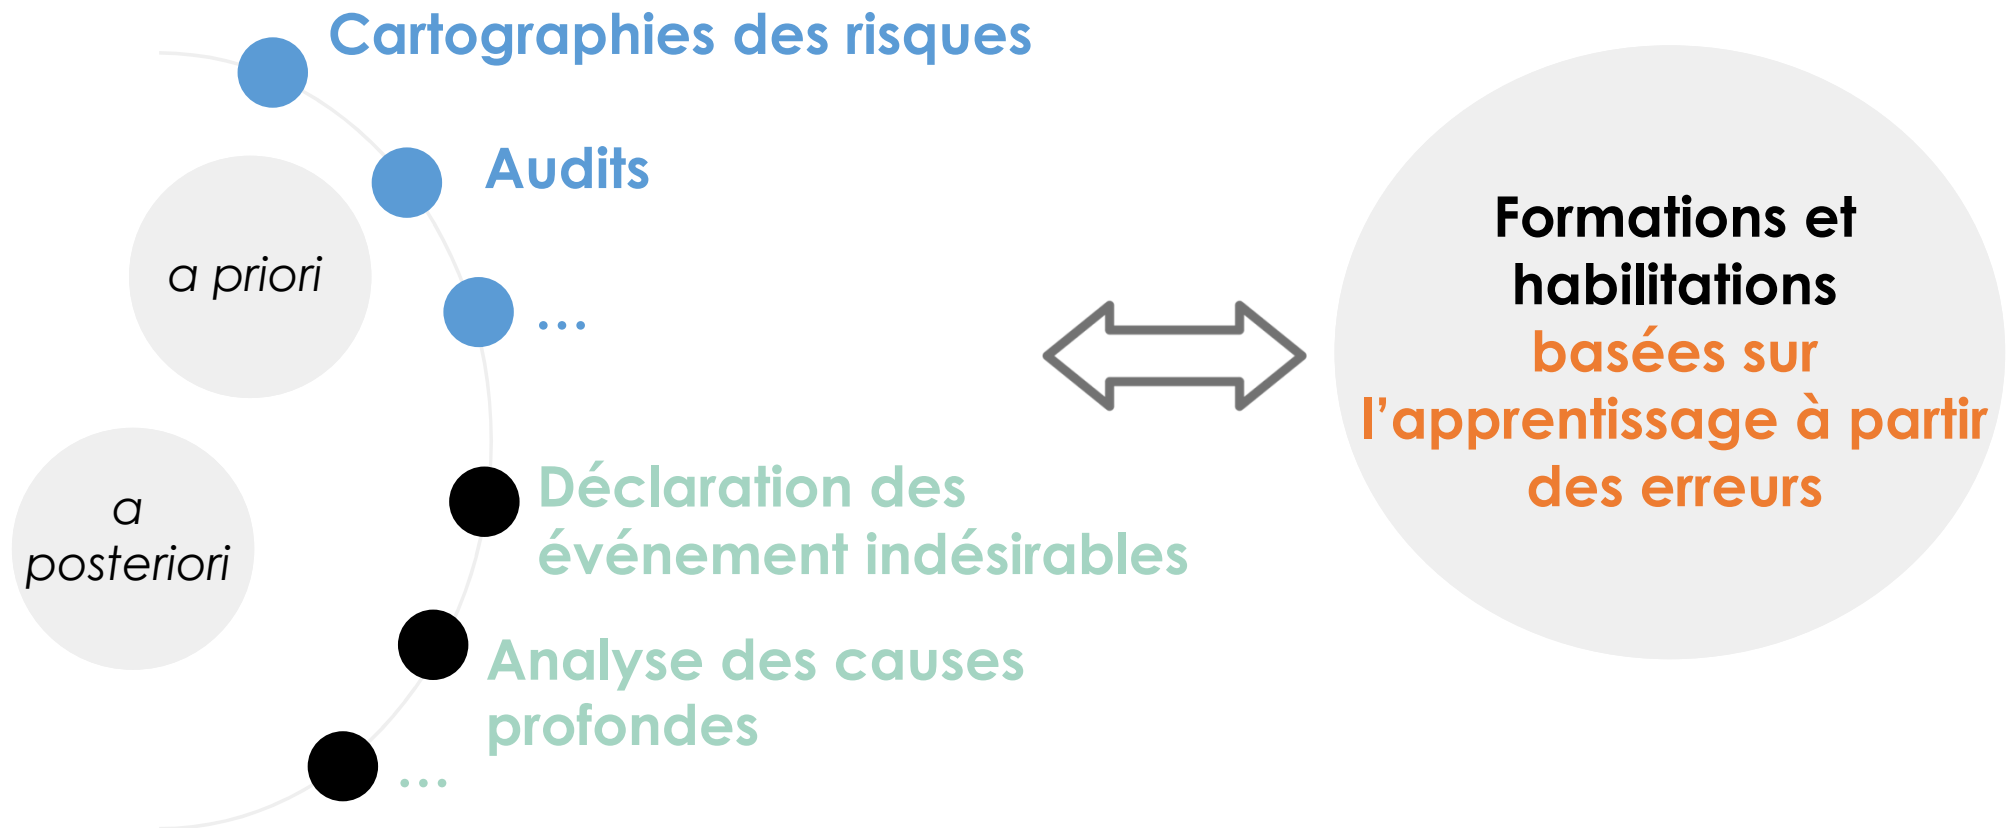 Cartographies des risques
Audits
a priori
...
a
posteriori
Déclaration des
événement indésirables
Analyse des causes
profondes
...
Formations et
habilitations
basées sur
l’apprentissage à partir
des erreurs